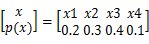 [x p(x)] = [x1 x2 x3 x4
0.2 0.3 0.4 0.1]